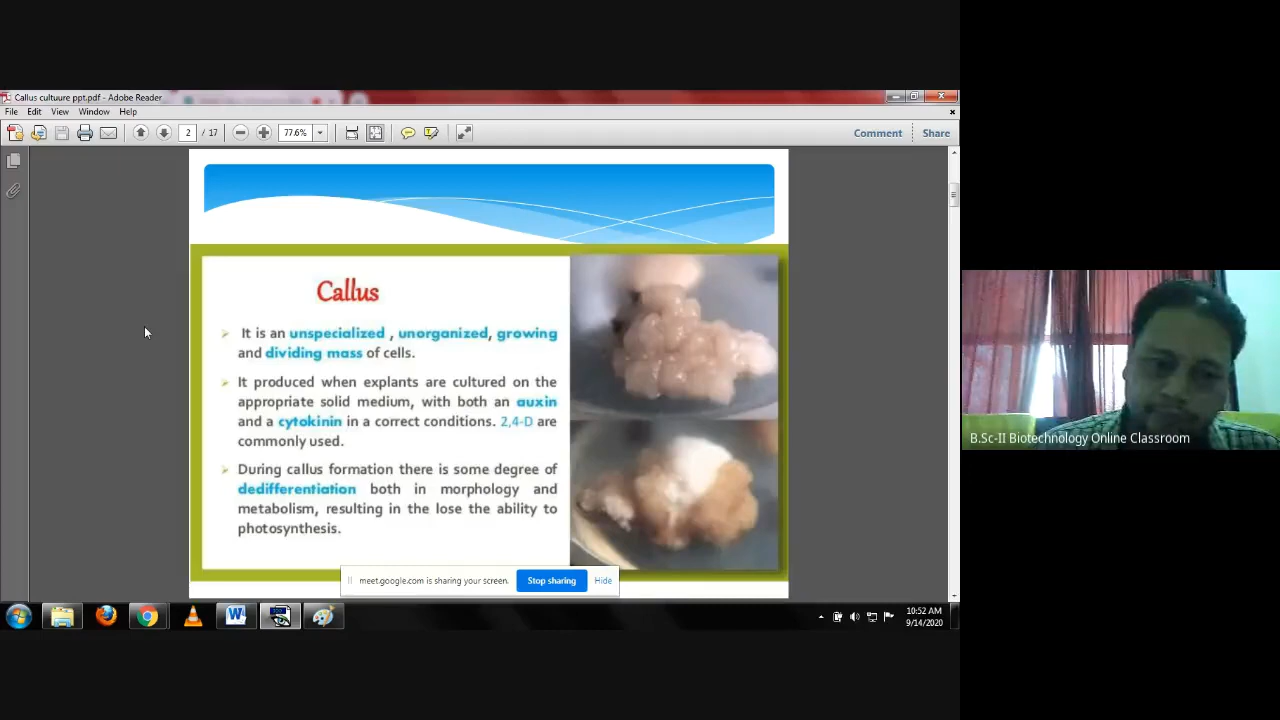 Callus cultuure ppt.pdf - Adobe Reader
File Edit View Window Help
2 / 17 77.6% Comment Share
Callus
It is an unspecialized , unorganized, growing
and dividing mass of cells.
It produced when explants are cultured on the
appropriate solid medium, with both an auxin
and a cytokinin in a correct conditions. 2,4-D are
commonly used.
During callus formation there is some degree of
dedifferentiation both in morphology and
metabolism, resulting in the lose the ability to
photosynthesis.
meet.google.com is sharing your screen. Stop sharing Hide
10:52 AM
9/14/2020
B.Sc-II Biotechnology Online Classroom